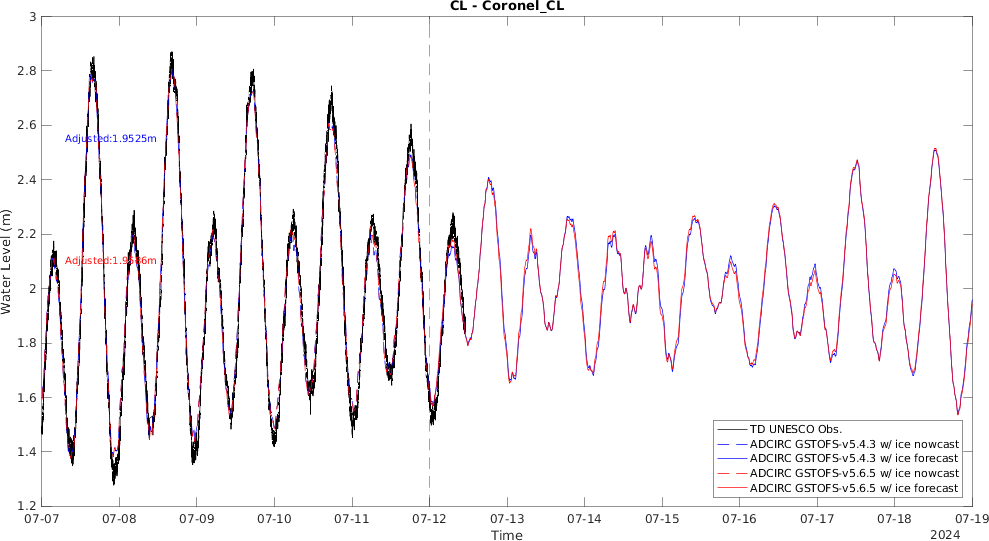 CL - Coronel_CL
3
2.8
2.6
2.4
2.2
2
1.8
1.6
1.4
1.2
Water Level (m)
Adjusted:1.9525m
TD UNESCO Obs.
ADCIRC GSTOFS-v5.4.3 w/ ice nowcast
ADCIRC GSTOFS-v5.4.3 w/ ice forecast
ADCIRC GSTOFS-v5.6.5 w/ ice nowcast
ADCIRC GSTOFS-v5.6.5 w/ ice forecast
07-07 07-08 07-09 07-10 07-11 07-12 07-13 07-14 07-15 07-16 07-17 07-18 07-19
Time
2024